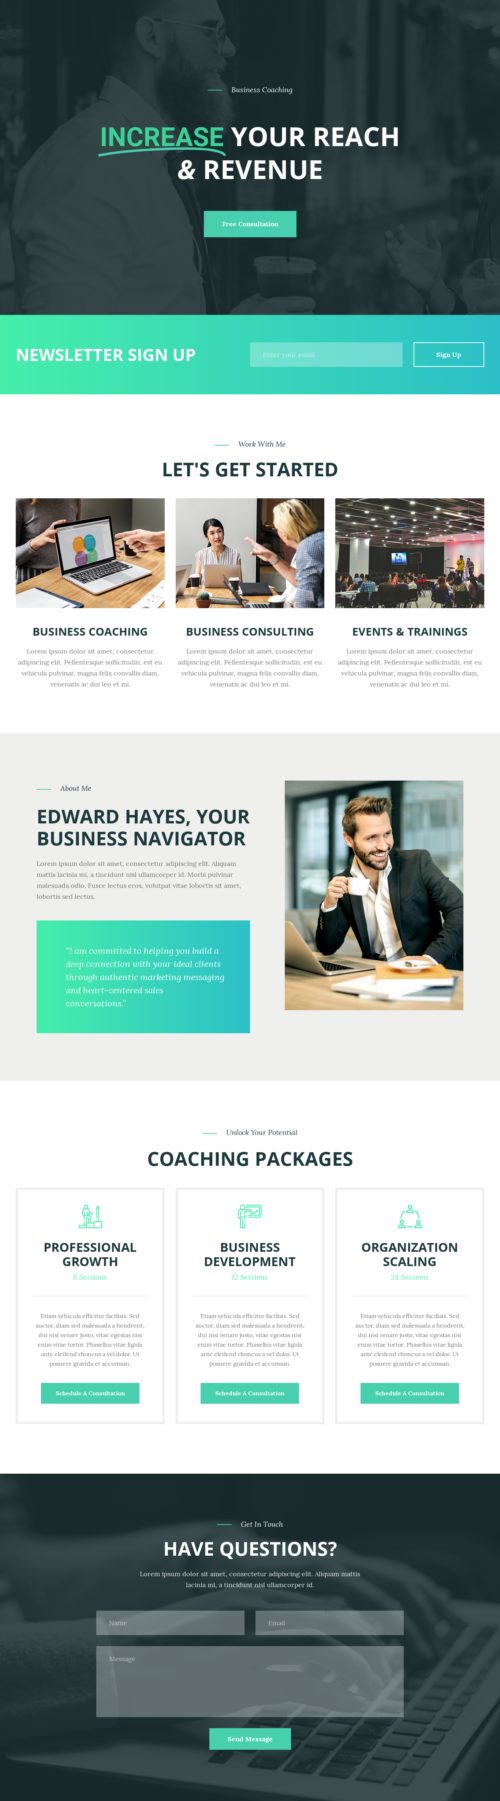 Business Coaching
INCREASE YOUR REACH
& REVENUE
Free Consultation
NEWSLETTER SIGN UP
Enter your email
Sign Up
Work With Me
LET'S GET STARTED
BUSINESS COACHING
Lorem ipsum dolor sit amet, consectetur
adipiscing elit. Pellentesque sollicitudin, est eu
vehicula pulvinar, magna felis convallis diam,
venenatis ac dui leo et mi.
BUSINESS CONSULTING
Lorem ipsum dolor sit amet, consectetur
adipiscing elit. Pellentesque sollicitudin, est eu
vehicula pulvinar, magna felis convallis diam,
venenatis ac dui leo et mi.
EVENTS & TRAININGS
Lorem ipsum dolor sit amet, consectetur
adipiscing elit. Pellentesque sollicitudin, est eu
vehicula pulvinar, magna felis convallis diam,
venenatis ac dui leo et mi.
About Me
EDWARD HAYES, YOUR
BUSINESS NAVIGATOR
Lorem ipsum dolor sit amet, consectetur adipiscing elit. Aliquam
mattis lacinia mi, a tincidunt nisl ullamcorper id. Morbi pulvinar
malesuada odio. Fusce lectus eros, volutpat vitae lobortis sit amet,
lobortis sed lectus.
"I am committed to helping you build a
deep connection with your ideal clients
through authentic marketing messaging
and heart-centered sales
conversations."
Unlock Your Potential
COACHING PACKAGES
PROFESSIONAL
GROWTH
6 Sessions
Etiam vehicula efficitur facilisis. Sed
auctor, diam sed malesuada a hendrerit,
dui nisi ornare justo, vitae egestas nisi
enim vitae tortor. Phasellus vitae ligula
ante eleifend rhoncus a vel dolor. Ut
posuere gravida et accumsan.
Schedule A Consultation
BUSINESS
DEVELOPMENT
12 Sessions
Etiam vehicula efficitur facilisis. Sed
auctor, diam sed malesuada a hendrerit,
dui nisi ornare justo, vitae egestas nisi
enim vitae tortor. Phasellus vitae ligula
ante eleifend rhoncus a vel dolor. Ut
posuere gravida et accumsan.
Schedule A Consultation
ORGANIZATION
SCALING
24 Sessions
Etiam vehicula efficitur facilisis. Sed
auctor, diam sed malesuada a hendrerit,
dui nisi ornare justo, vitae egestas nisi
enim vitae tortor. Phasellus vitae ligula
ante eleifend rhoncus a vel dolor. Ut
posuere gravida et accumsan.
Schedule A Consultation
Get In Touch
HAVE QUESTIONS?
Lorem ipsum dolor sit amet, consectetur adipiscing elit. Aliquam mattis
lacinia mi, a tincidunt nisl ullamcorper id.
Name
Email
Message
Send Message